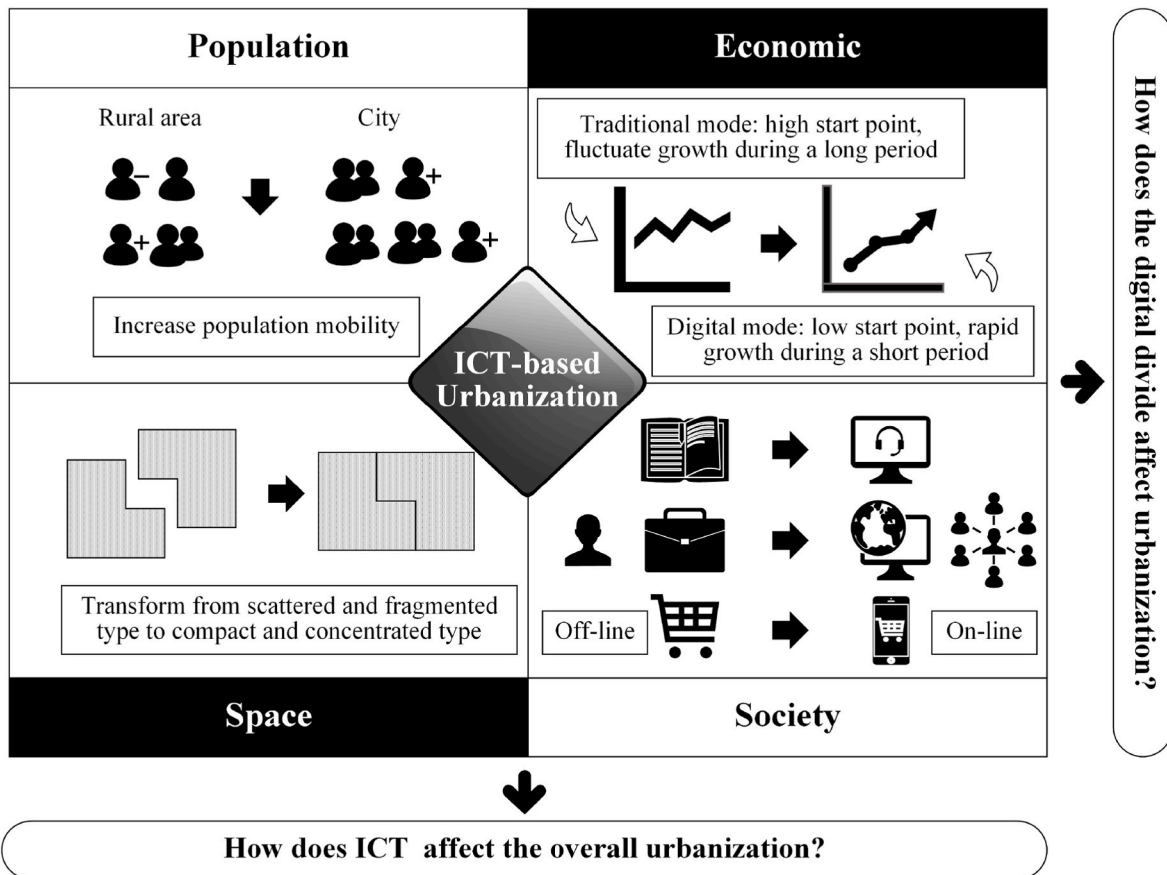 Population
Economic
Rural area
City
Increase population mobility
Traditional mode: high start point,
fluctuate growth during a long period
Digital mode: low start point, rapid
growth during a short period
ICT-based
Urbanization
Transform from scattered and fragmented
type to compact and concentrated type
Off-line
On-line
Space
Society
How does the digital divide affect urbanization?
How does ICT affect the overall urbanization?